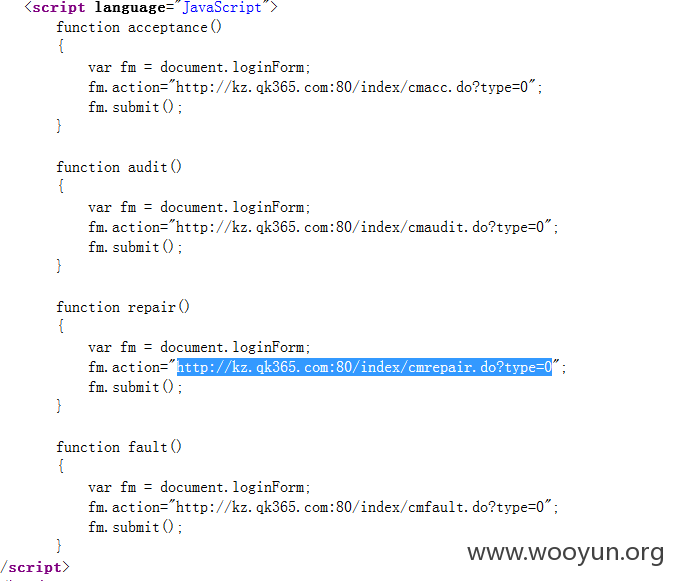 <script language="JavaScript">
function acceptance()
{
var fm = document.loginForm;
fm.action="http://kz.qk365.com:80/index/cmacc.do?type=0";
fm.submit();
}
function audit()
{
var fm = document.loginForm;
fm.action="http://kz.qk365.com:80/index/cmaudit.do?type=0";
fm.submit();
}
function repair()
{
var fm = document.loginForm;
fm.action="http://kz.qk365.com:80/index/cmrepair.do?type=0";
fm.submit();
}
function fault()
{
var fm = document.loginForm;
fm.action="http://kz.qk365.com:80/index/cmfault.do?type=0";
fm.submit();
}
/script>
www.wooyun.org